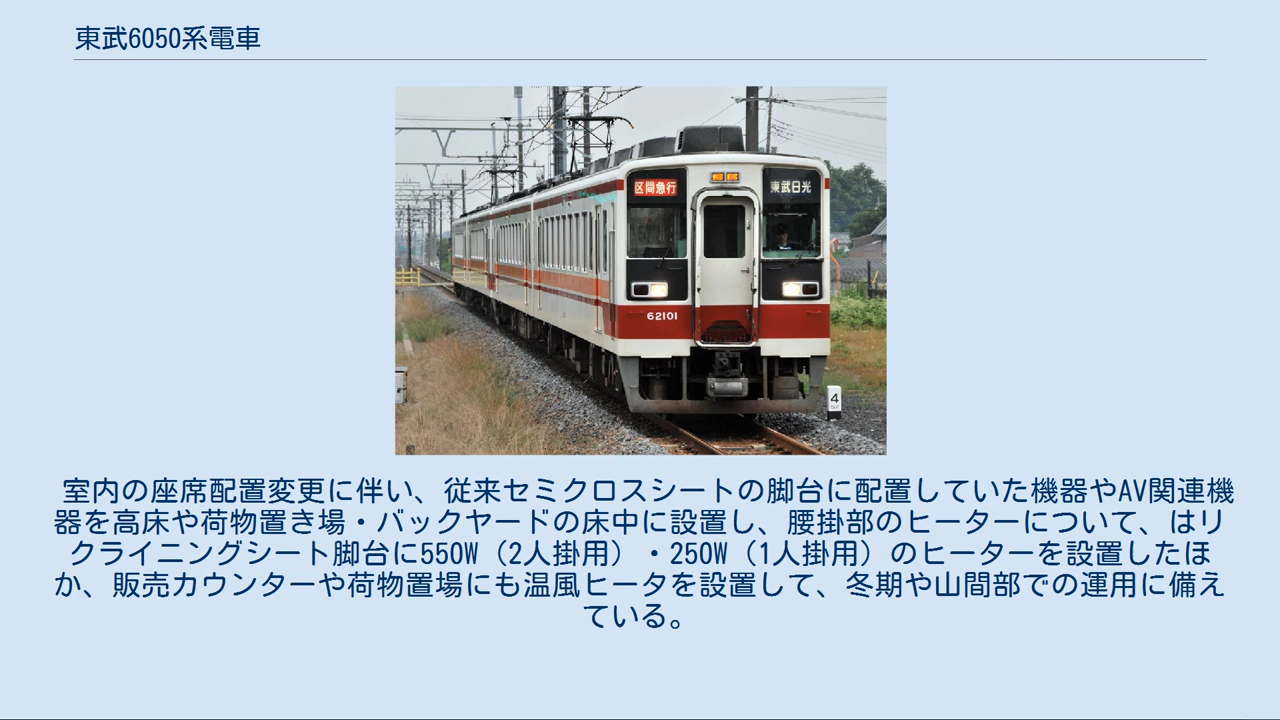 東武6050系電車
区間急行
東武日光
62101
4
室内の座席配置変更に伴い、従来セミクロスシートの脚台に配置していた機器やAV関連機
器を高床や荷物置き場・バックヤードの床中に設置し、腰掛部のヒーターについて、はリ
クライニングシート脚台に550W（2人掛用）・250W（1人掛用）のヒーターを設置したほ
か、販売カウンターや荷物置場にも温風ヒータを設置して、冬期や山間部での運用に備え
ている。